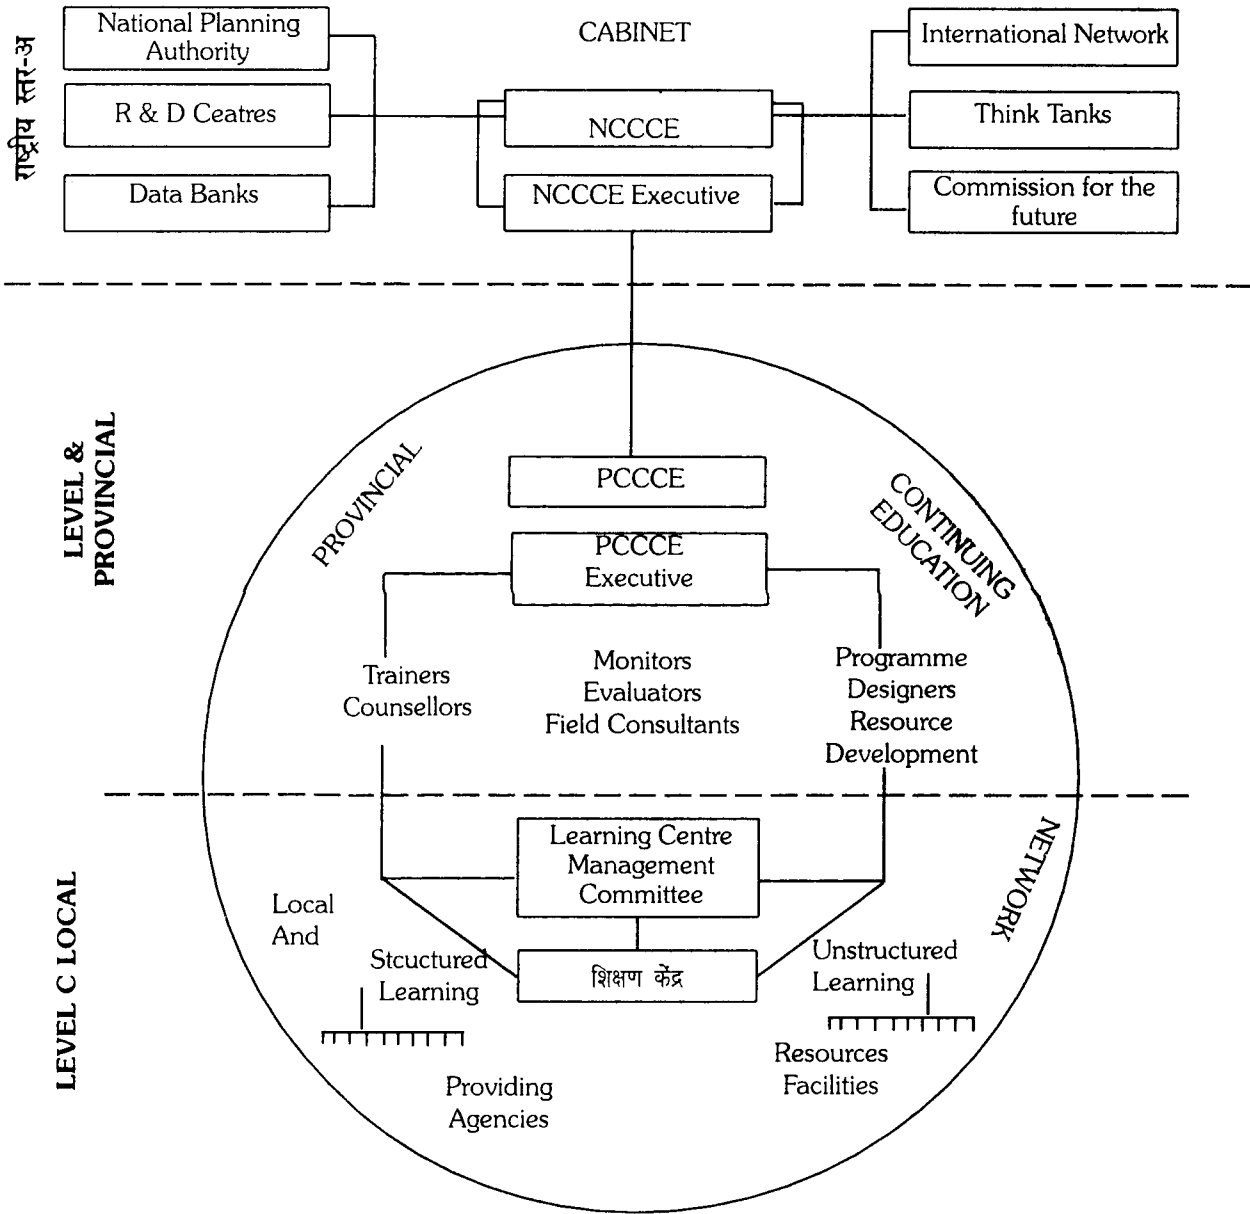 राष्ट्रीय स्तर-अ
National Planning
Authority
R & D Ceatres
Data Banks
CABINET
NCCCE
NCCCE Executive
International Network
Think Tanks
Commission for the
future
LEVEL &
PROVINCIAL
PROVINCIAL
CONTINUING
EDUCATION
PCCCE
PCCCE
Executive
Trainers
Counsellors
Monitors
Evaluators
Field Consultants
Programme
Designers
Resource
Development
LEVEL C LOCAL
NETWORK
Learning Centre
Management
Committee
शिक्षण केंद्र
Local
And
Stcuctured
Learning
Providing
Agencies
Unstructured
Learning
Resources
Facilities